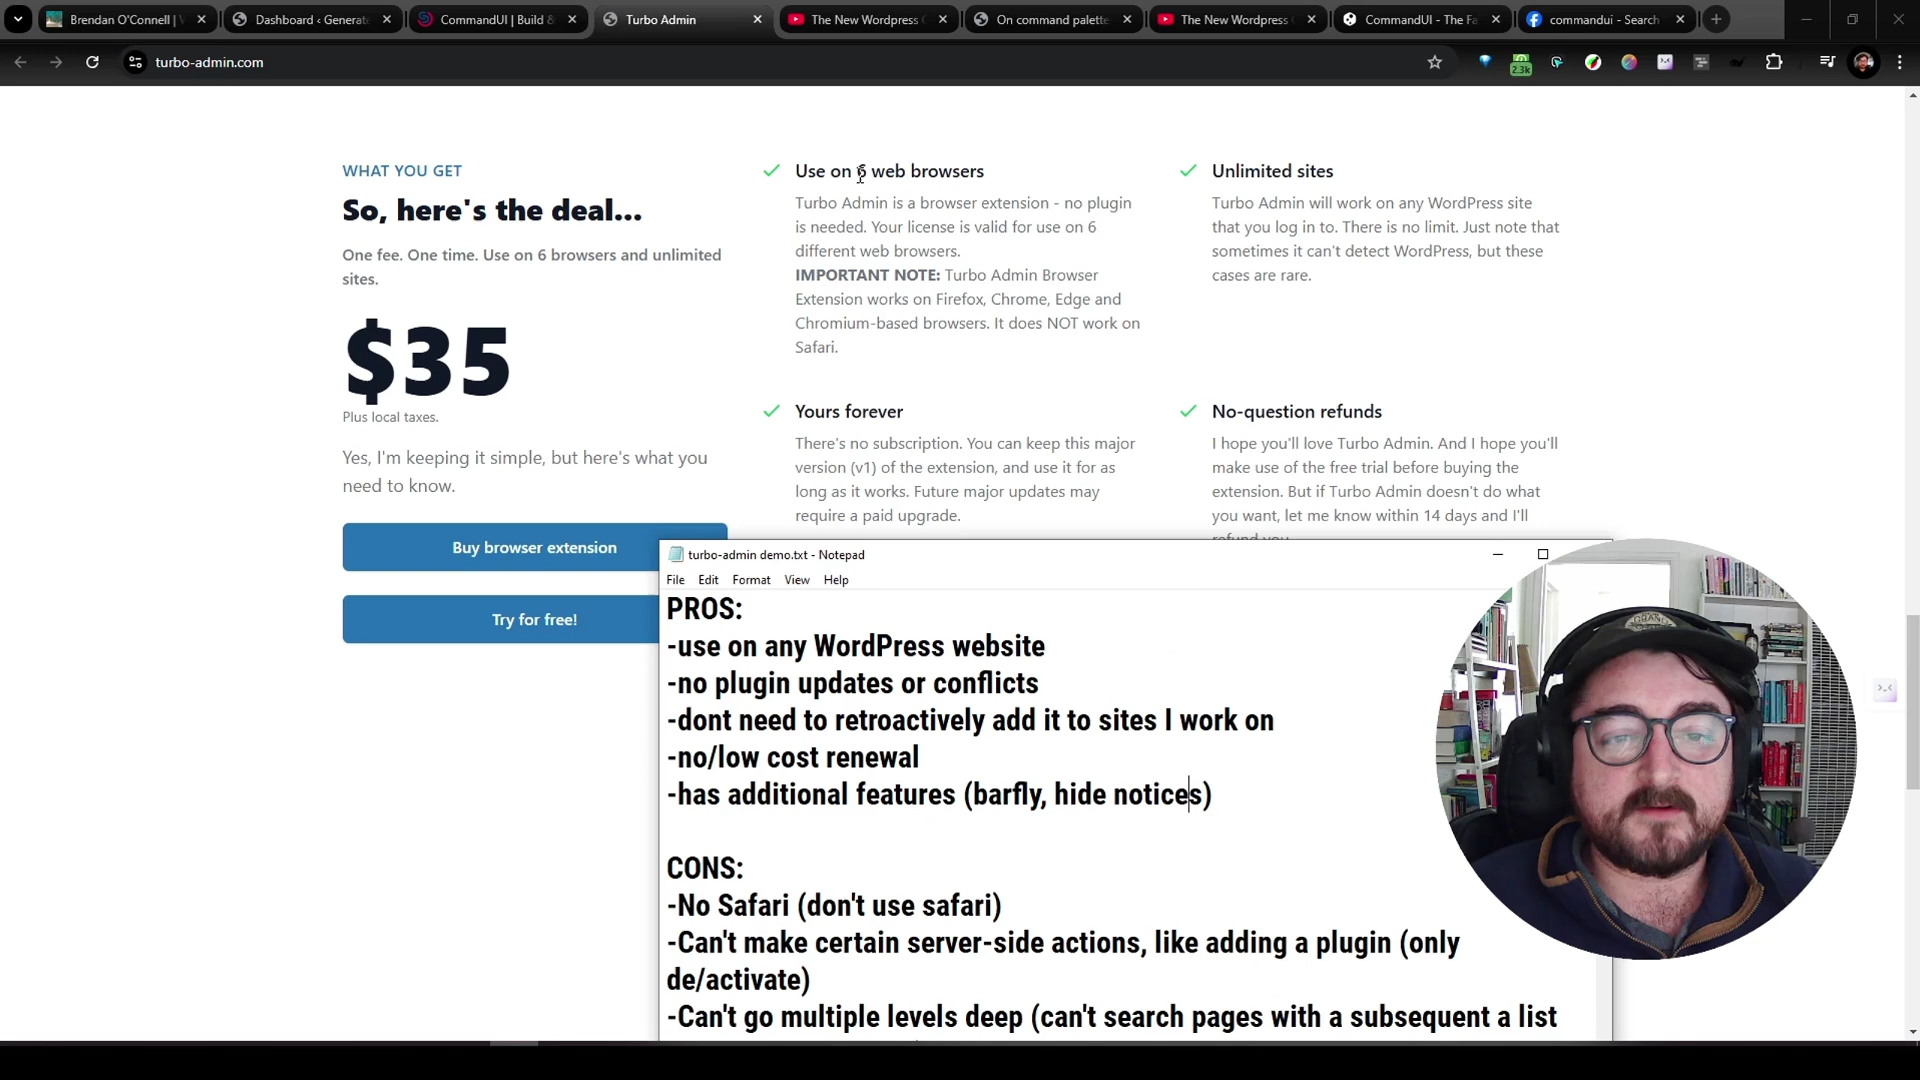 Brendan O'Connell |
Dashboard ‹ Generate
CommandUI | Build &
Turbo Admin
The New Wordpress
On command palette
The New Wordpress
CommandUI - The Fa
commandui - Search
turbo-admin.com
2.3k
WHAT YOU GET
So, here's the deal...
One fee. One time. Use on 6 browsers and unlimited
sites.
$35
Plus local taxes.
Yes, I'm keeping it simple, but here's what you
need to know.
Buy browser extension
Try for free!
Use on 6 web browsers
Turbo Admin is a browser extension - no plugin
is needed. Your license is valid for use on 6
different web browsers.
IMPORTANT NOTE: Turbo Admin Browser
Extension works on Firefox, Chrome, Edge and
Chromium-based browsers. It does NOT work on
Safari.
Unlimited sites
Turbo Admin will work on any WordPress site
that you log in to. There is no limit. Just note that
sometimes it can't detect WordPress, but these
cases are rare.
Yours forever
There's no subscription. You can keep this major
version (v1) of the extension, and use it for as
long as it works. Future major updates may
require a paid upgrade.
No-question refunds
I hope you'll love Turbo Admin. And I hope you'll
make use of the free trial before buying the
extension. But if Turbo Admin doesn't do what
you want, let me know within 14 days and I'll
refund you.
turbo-admin demo.txt - Notepad
File Edit Format View Help
PROS:
-use on any WordPress website
-no plugin updates or conflicts
-dont need to retroactively add it to sites I work on
-no/low cost renewal
-has additional features (barfly, hide notices)
CONS:
-No Safari (don't use safari)
-Can't make certain server-side actions, like adding a plugin (only
de/activate)
-Can't go multiple levels deep (can't search pages with a subsequent a list